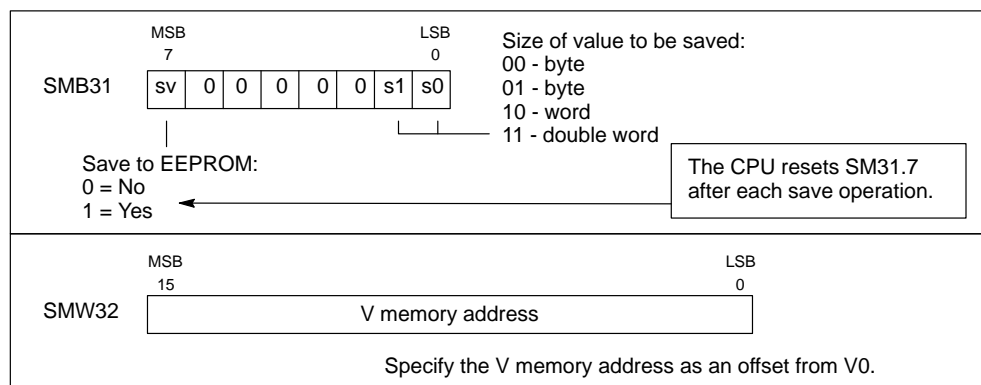 MSB LSB
7 0
SMB31 sv 0 0 0 0 0 s1 s0
Size of value to be saved:
00 - byte
01 - byte
10 - word
11 - double word
Save to EEPROM:
0 = No
1 = Yes
The CPU resets SM31.7
after each save operation.
MSB LSB
15 0
SMW32 V memory address
Specify the V memory address as an offset from V0.